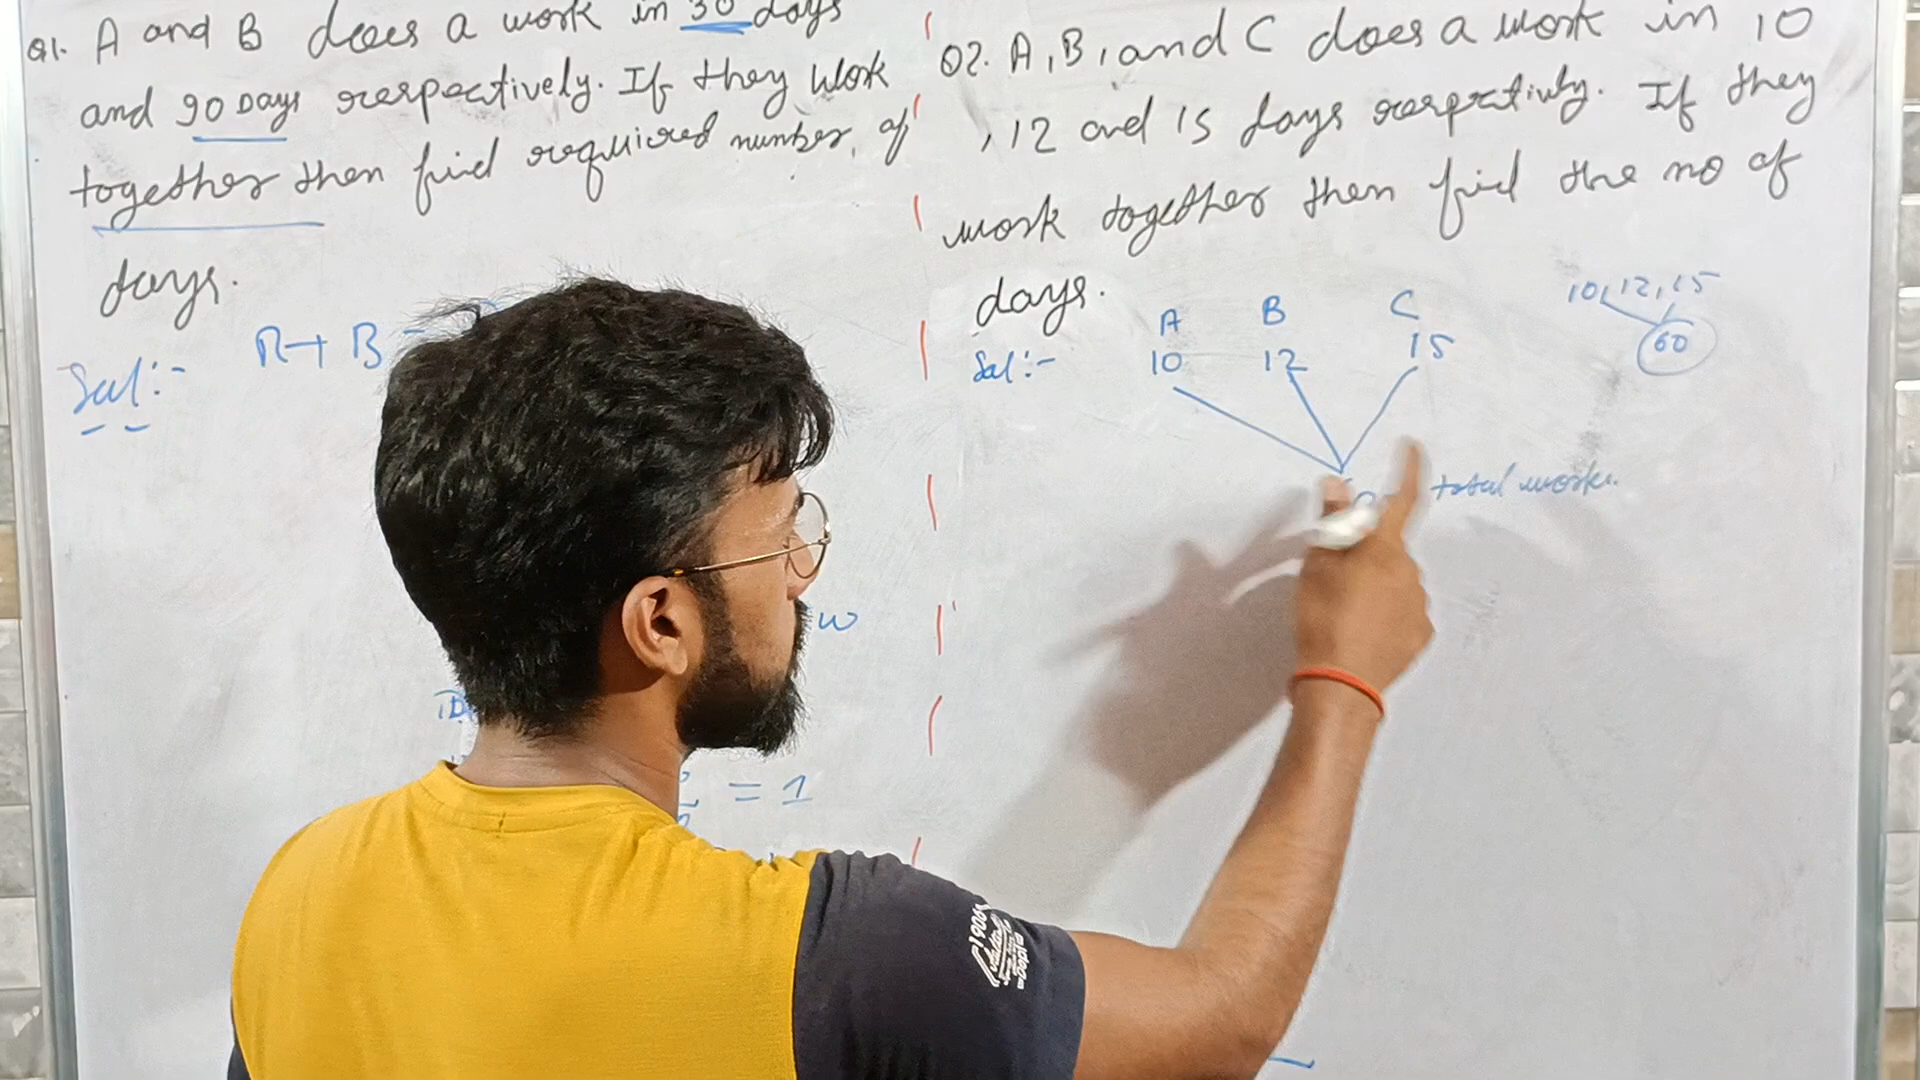 Q1. A and B does a work in 30 days
and 90 Days respectively. If they work
together then find required number of
days.
Sol:-
A+B=
w
= 1
Q2. A, B, and C does a work in 10
, 12 and 15 days respectively. If they
work together then find the no of
days.
Sol:-
A B C
10 12 15
10, 12, 15
60
total work.
1906